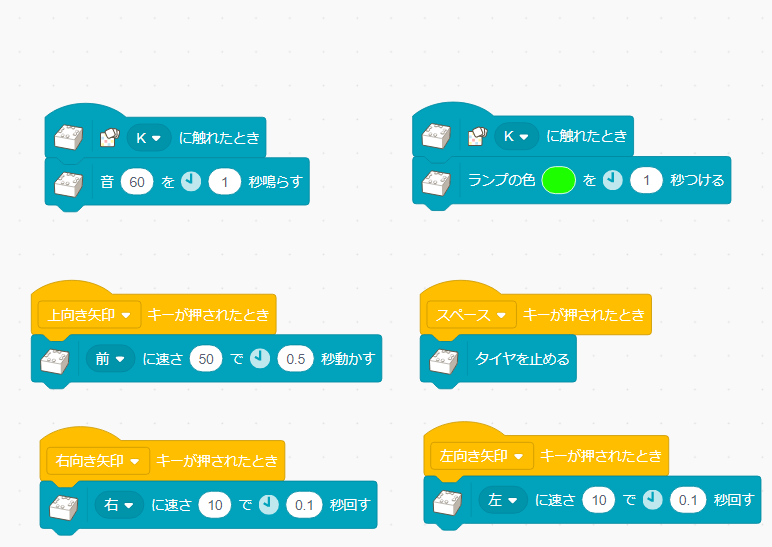 K に触れたとき
音 60 を 1 秒鳴らす
K に触れたとき
ランプの色 を 1 秒つける
上向き矢印 キーが押されたとき
前 に速さ 50 で 0.5 秒動かす
スペース キーが押されたとき
タイヤを止める
右向き矢印 キーが押されたとき
右 に速さ 10 で 0.1 秒回す
左向き矢印 キーが押されたとき
左 に速さ 10 で 0.1 秒回す